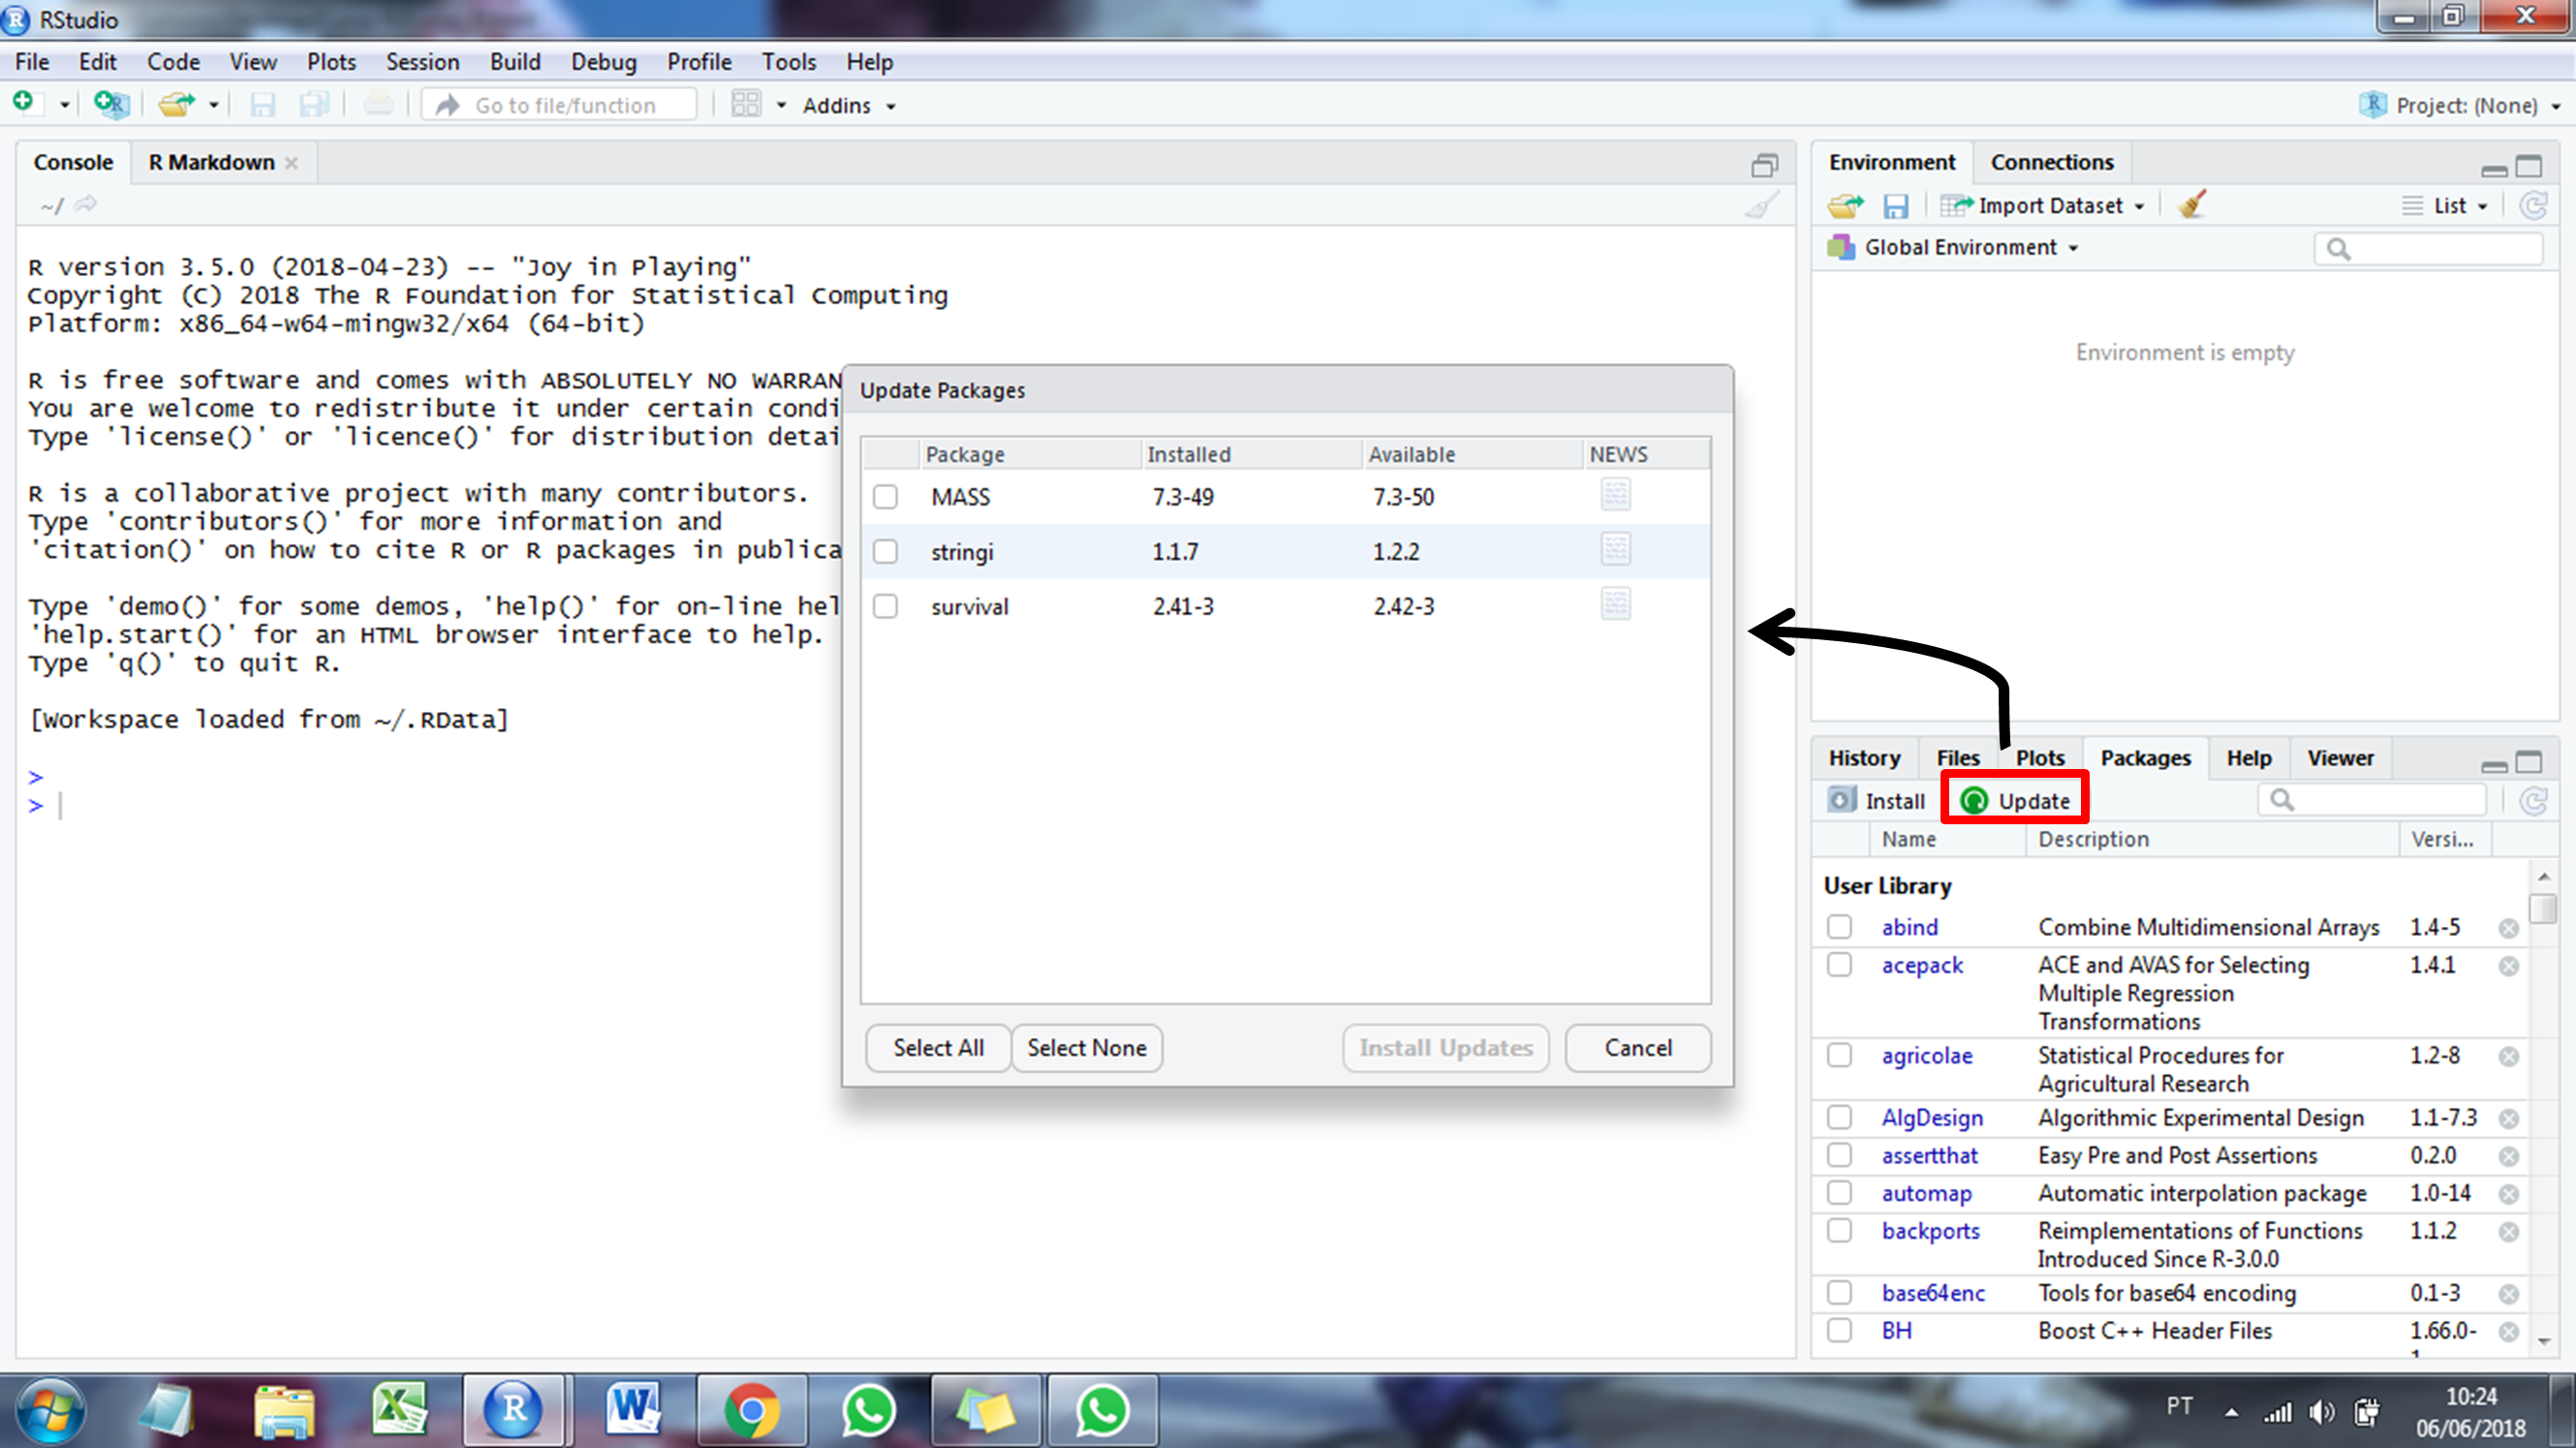 RStudio
File Edit Code View Plots Session Build Debug Profile Tools Help
Go to file/function Addins Project: (None)
Console R Markdown
~/
R version 3.5.0 (2018-04-23) -- "Joy in Playing"
Copyright (C) 2018 The R Foundation for Statistical Computing
Platform: x86_64-w64-mingw32/x64 (64-bit)
R is free software and comes with ABSOLUTELY NO WARRAN
You are welcome to redistribute it under certain condi
Type 'license()' or 'licence()' for distribution detai
R is a collaborative project with many contributors.
Type 'contributors()' for more information and
'citation()' on how to cite R or R packages in publica
Type 'demo()' for some demos, 'help()' for on-line hel
'help.start()' for an HTML browser interface to help.
Type 'q()' to quit R.
[Workspace loaded from ~/.RData]
>
>
Update Packages
Package Installed Available NEWS
MASS 7.3-49 7.3-50
stringi 1.1.7 1.2.2
survival 2.41-3 2.42-3
Select All Select None Install Updates Cancel
Environment Connections
Import Dataset List
Global Environment
Environment is empty
History Files Plots Packages Help Viewer
Install Update
Name Description Versi...
User Library
abind Combine Multidimensional Arrays 1.4-5
acepack ACE and AVAS for Selecting 1.4.1
Multiple Regression
Transformations
agricolae Statistical Procedures for 1.2-8
Agricultural Research
AlgDesign Algorithmic Experimental Design 1.1-7.3
assertthat Easy Pre and Post Assertions 0.2.0
automap Automatic interpolation package 1.0-14
backports Reimplementations of Functions 1.1.2
Introduced Since R-3.0.0
base64enc Tools for base64 encoding 0.1-3
BH Boost C++ Header Files 1.66.0-
PT 10:24
06/06/2018